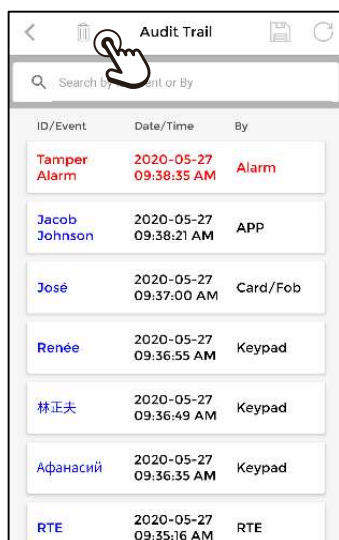 Audit Trail
Search by ent or By
ID/Event Date/Time By
Tamper 2020-05-27
Alarm 09:38:35 AM Alarm
Jacob 2020-05-27
Johnson 09:38:21 AM APP
José 2020-05-27
09:37:00 AM Card/Fob
Renée 2020-05-27
09:36:55 AM Keypad
林正夫 2020-05-27
09:36:49 AM Keypad
Афанасий 2020-05-27
09:36:35 AM Keypad
RTE 2020-05-27
09:35:16 AM RTE